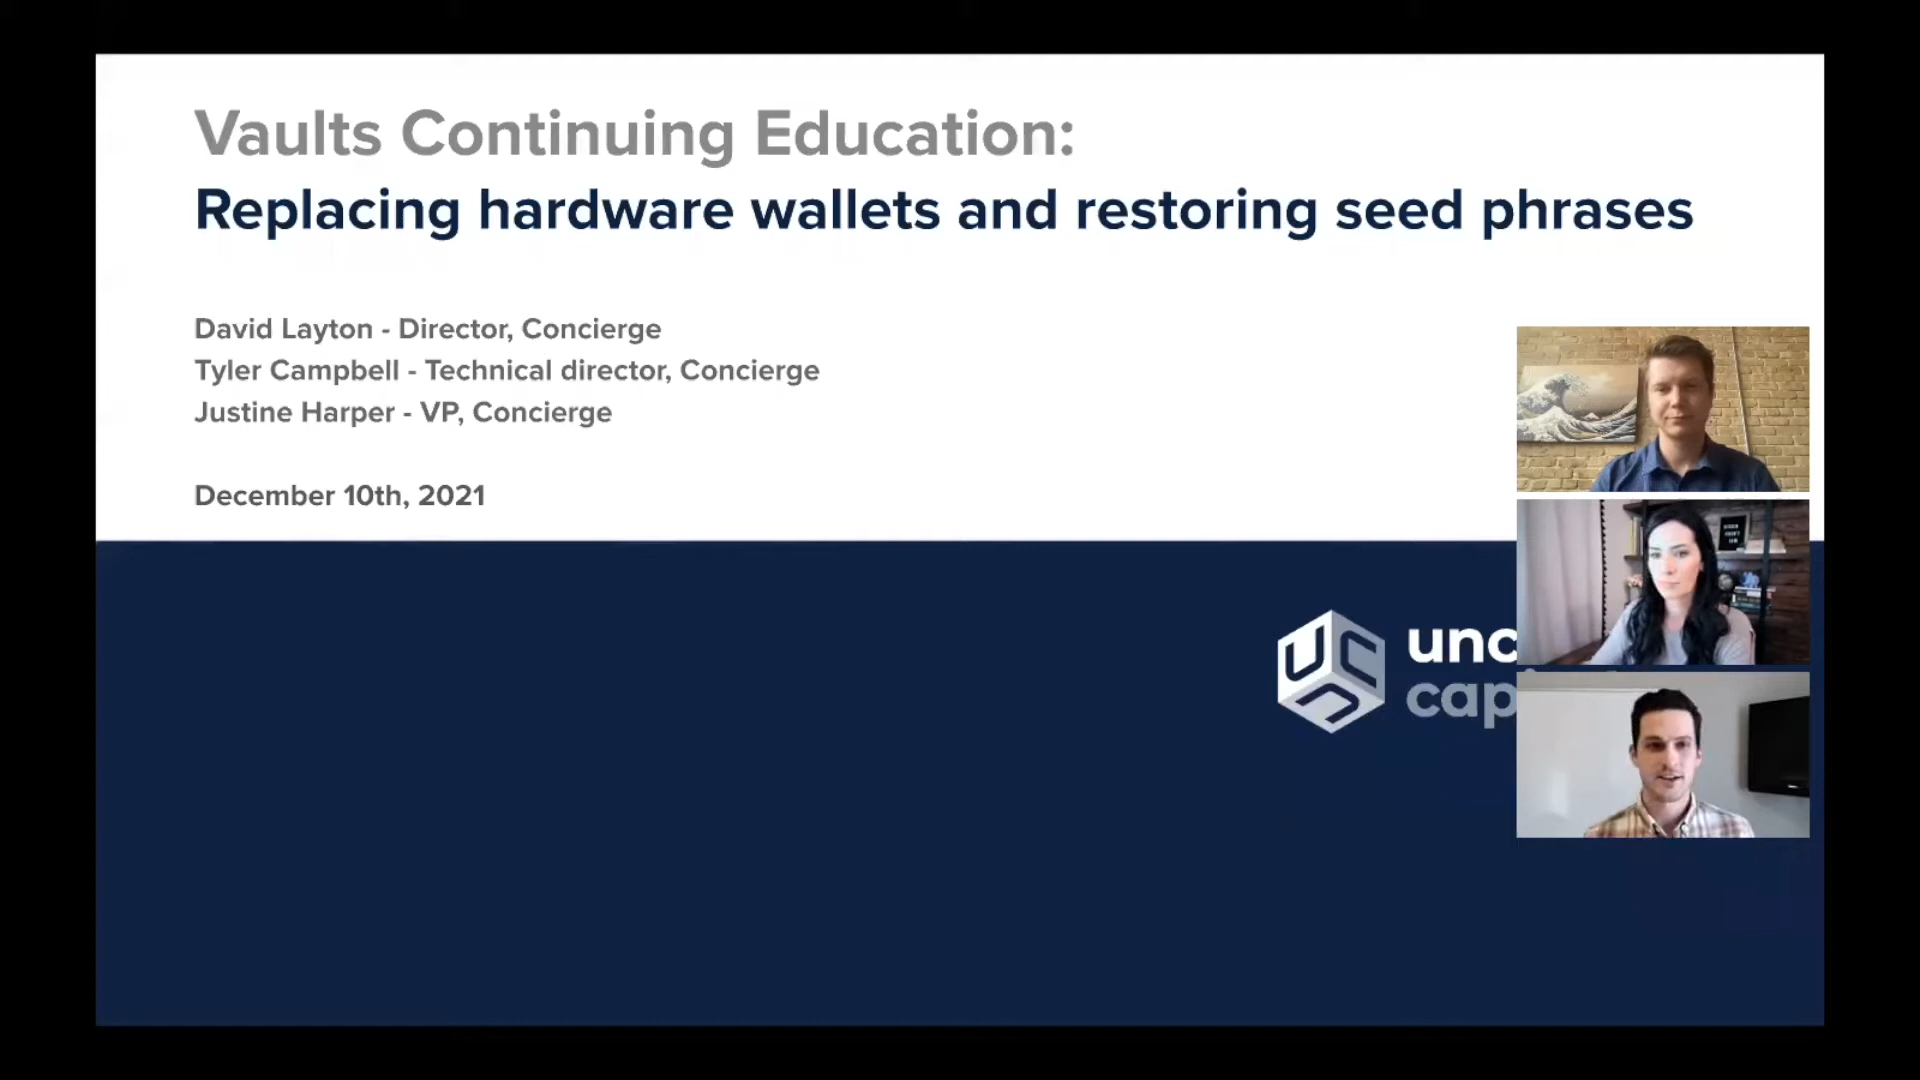 Vaults Continuing Education:
Replacing hardware wallets and restoring seed phrases
David Layton - Director, Concierge
Tyler Campbell - Technical director, Concierge
Justine Harper - VP, Concierge
December 10th, 2021
unc
cap